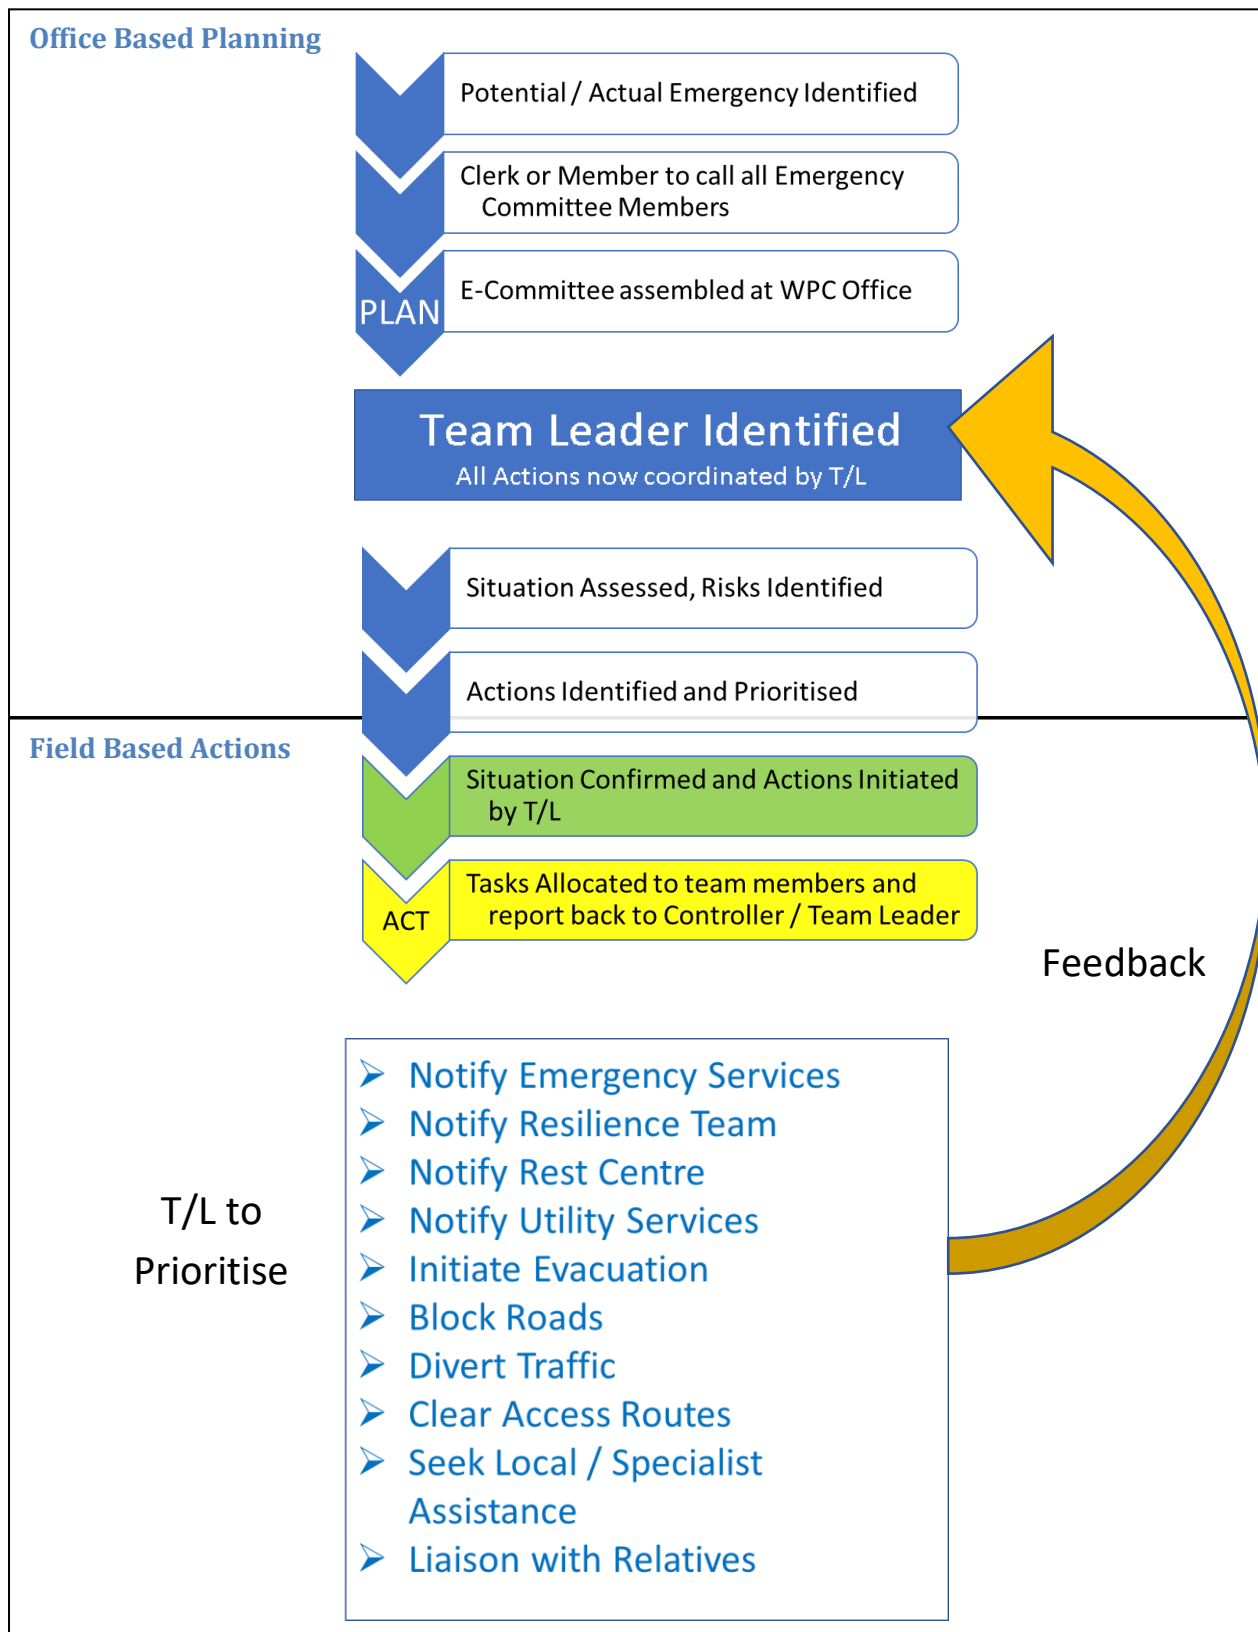 Office Based Planning
Potential / Actual Emergency Identified
Clerk or Member to call all Emergency
Committee Members
PLAN
E-Committee assembled at WPC Office
Team Leader Identified
All Actions now coordinated by T/L
Situation Assessed, Risks Identified
Actions Identified and Prioritised
Field Based Actions
Situation Confirmed and Actions Initiated
by T/L
ACT
Tasks Allocated to team members and
report back to Controller / Team Leader
Feedback
T/L to
Prioritise
Notify Emergency Services
Notify Resilience Team
Notify Rest Centre
Notify Utility Services
Initiate Evacuation
Block Roads
Divert Traffic
Clear Access Routes
Seek Local / Specialist
Assistance
Liaison with Relatives